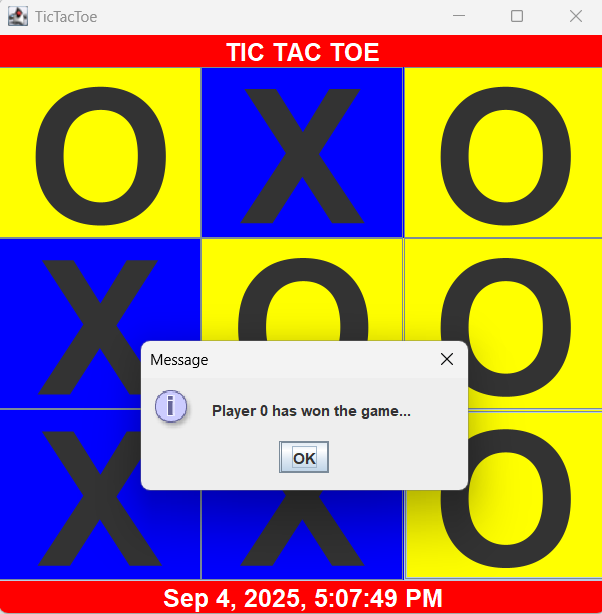 TicTacToe
TIC TAC TOE
O X O
X O O
Message
Player 0 has won the game...
OK
X X O
Sep 4, 2025, 5:07:49 PM